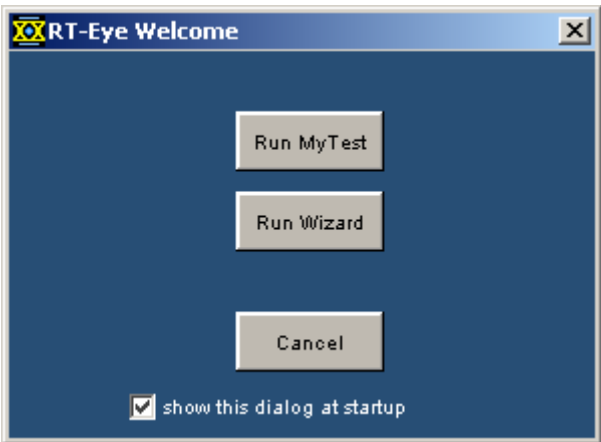 RT-Eye Welcome
Run MyTest
Run Wizard
Cancel
show this dialog at startup